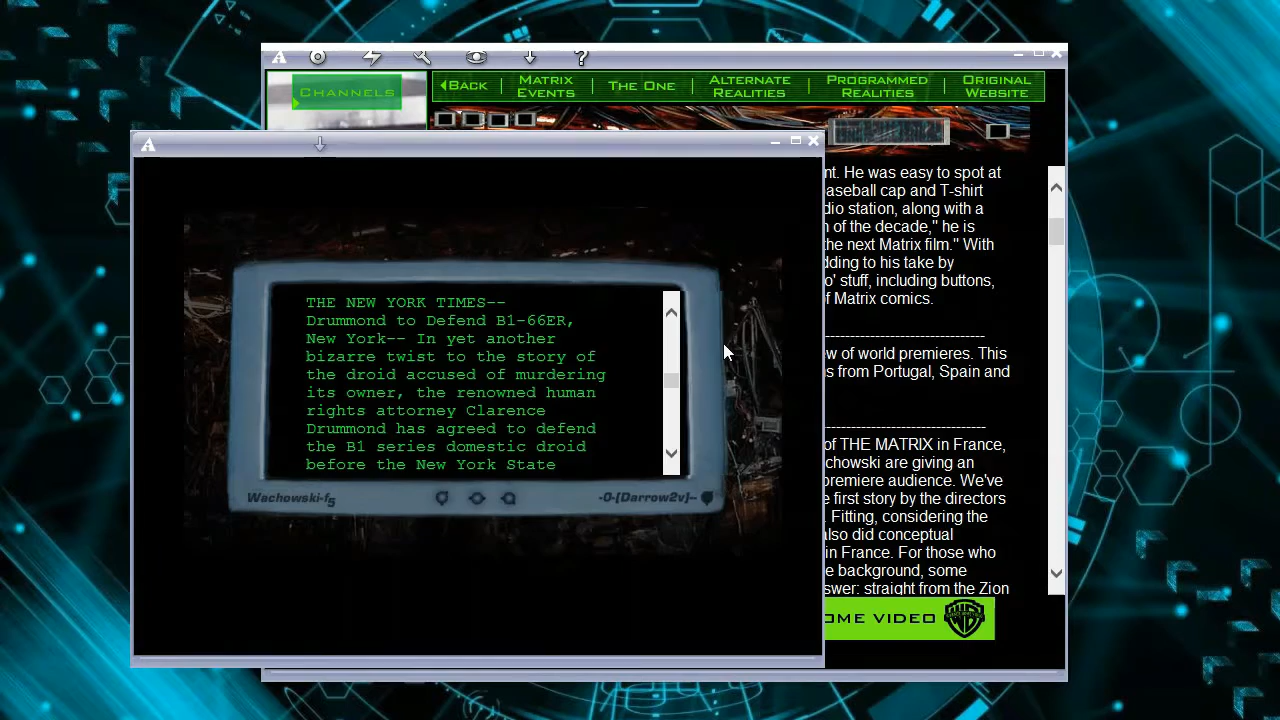 ?
CHANNELS
BACK
MATRIX EVENTS
THE ONE
ALTERNATE REALITIES
PROGRAMMED REALITIES
ORIGINAL WEBSITE
THE NEW YORK TIMES--
Drummond to Defend B1-66ER,
New York-- In yet another
bizarre twist to the story of
the droid accused of murdering
its owner, the renowned human
rights attorney Clarence
Drummond has agreed to defend
the B1 series domestic droid
before the New York State
Wachowski-f5
-0-(Darrow2v)--
nt. He was easy to spot at
aseball cap and T-shirt
dio station, along with a
n of the decade," he is
the next Matrix film." With
dding to his take by
o' stuff, including buttons,
of Matrix comics.
--------------------------------
ew of world premieres. This
s from Portugal, Spain and
--------------------------------
of THE MATRIX in France,
chowski are giving an
premiere audience. We've
e first story by the directors
. Fitting, considering the
also did conceptual
in France. For those who
e background, some
swer: straight from the Zion
OME VIDEO